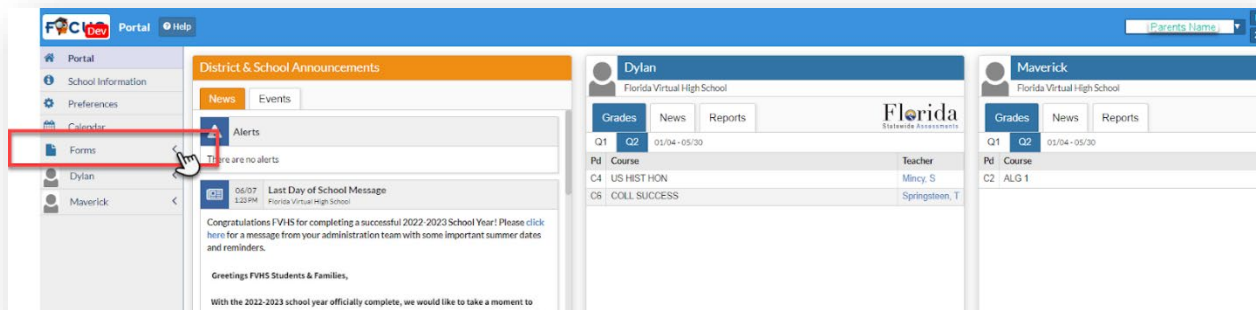 FOCUS Dev Portal Help
(Parents Name)
Portal
School Information
Preferences
Calendar
Forms
Dylan
Maverick
District & School Announcements
News Events
Alerts
There are no alerts
06/07 Last Day of School Message
1:23 PM Florida Virtual High School
Congratulations FVHS for completing a successful 2022-2023 School Year! Please click
here for a message from your administration team with some important summer dates
and reminders.
Greetings FVHS Students & Families,
With the 2022-2023 school year officially complete, we would like to take a moment to
Dylan
Florida Virtual High School
Grades News Reports
Florida
Statewide Assessments
Q1 Q2 01/04 - 05/30
Pd Course Teacher
C4 US HIST HON Mincy, S
C6 COLL SUCCESS Springsteen, T
Maverick
Florida Virtual High School
Grades News Reports
Q1 Q2 01/04 - 05/30
Pd Course
C2 ALG 1